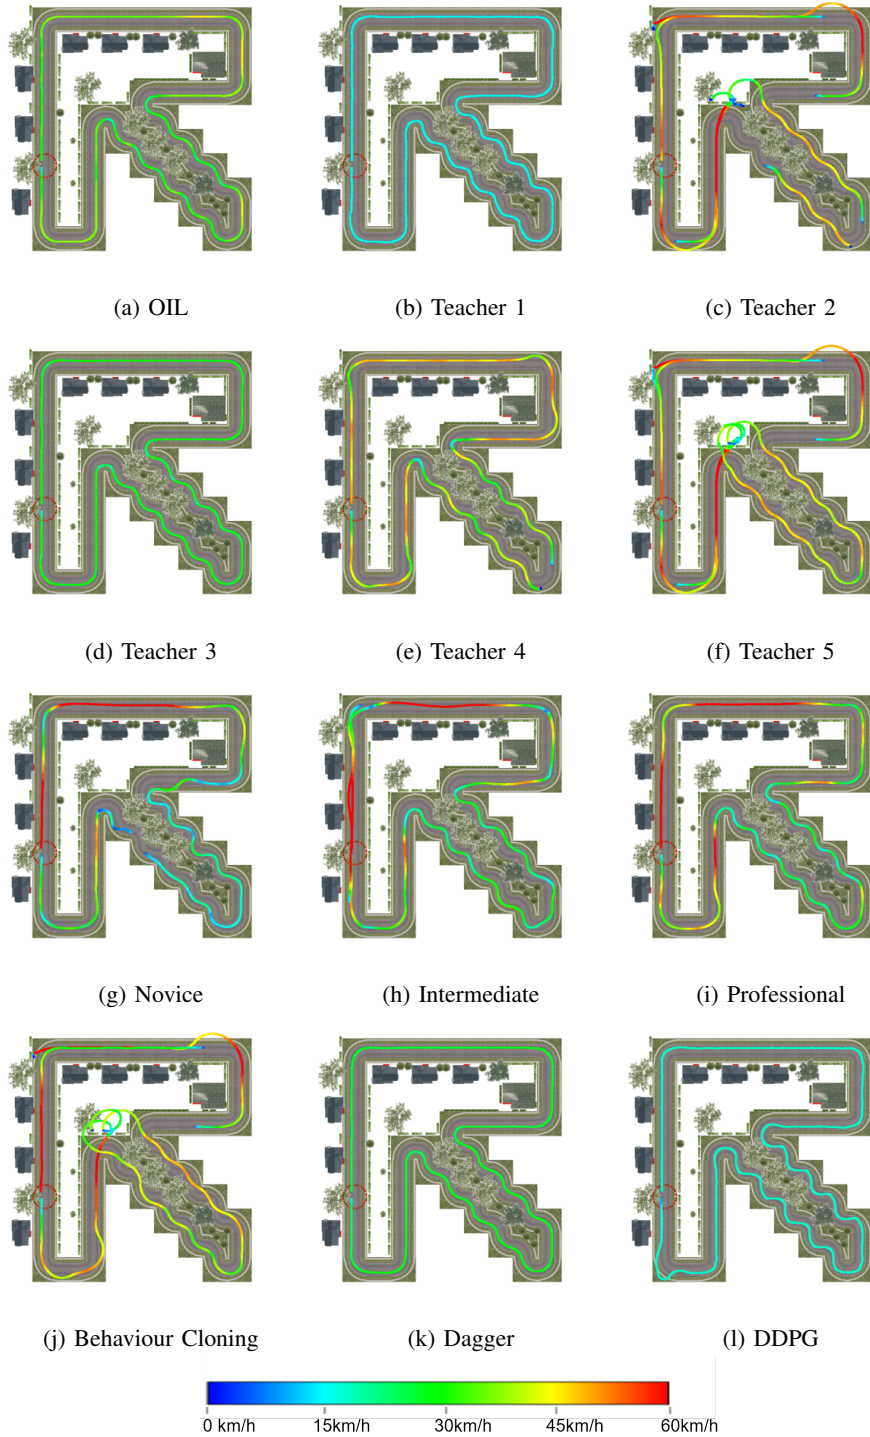 (a) OIL
(b) Teacher 1
(c) Teacher 2
(d) Teacher 3
(e) Teacher 4
(f) Teacher 5
(g) Novice
(h) Intermediate
(i) Professional
(j) Behaviour Cloning
(k) Dagger
(l) DDPG
0 km/h 15km/h 30km/h 45km/h 60km/h